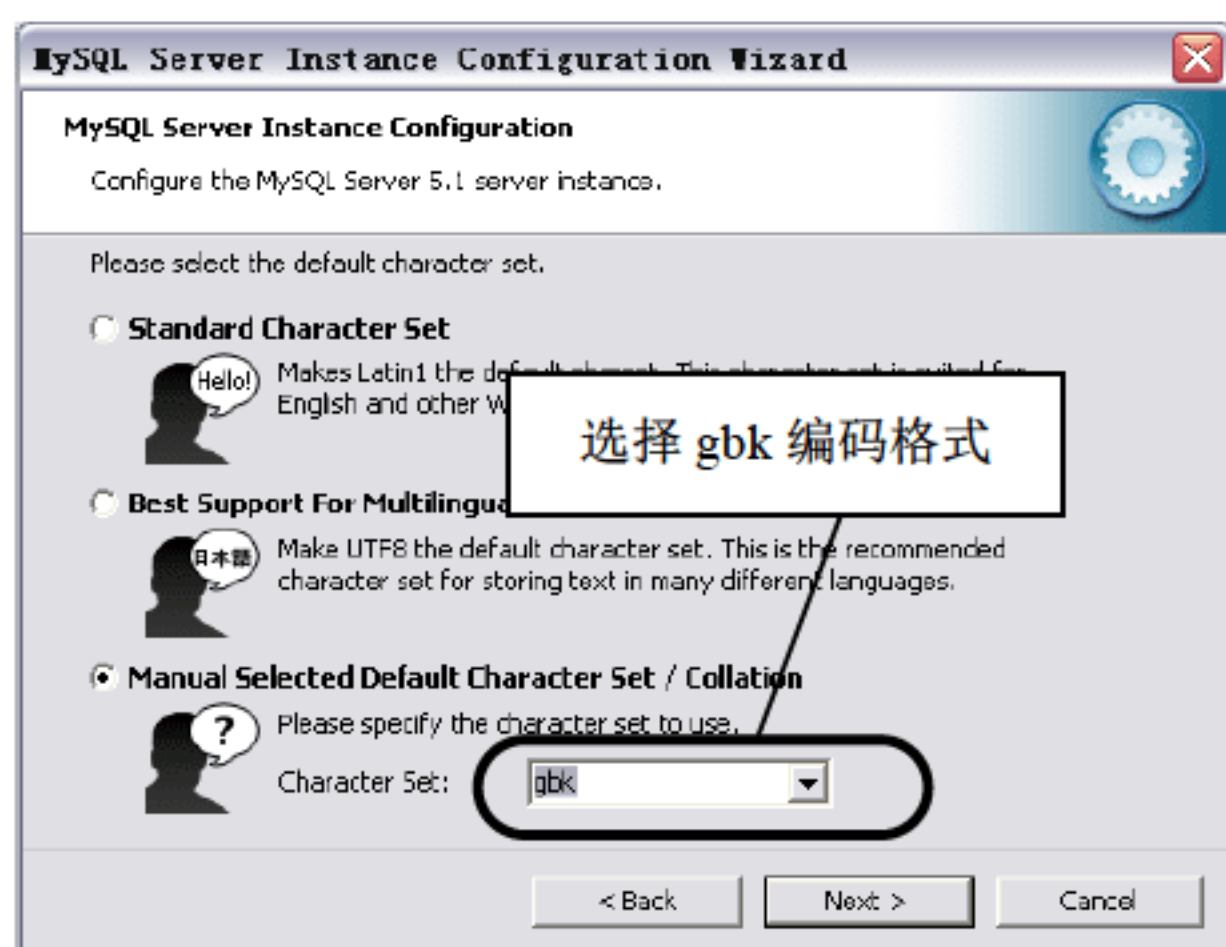 MySQL Server Instance Configuration Wizard
MySQL Server Instance Configuration
Configure the MySQL Server 5.1 server instance.
Please select the default character set.
Standard Character Set
Hello!
Makes Latin1 the
English and other
选择 gbk 编码格式
Best Support For
日本語
Make UTF8 the default character set. This is the recommended
character set for storing text in many different languages.
Manual Selected Default Character Set / Collation
?
Please specify the character set to use.
Character Set:
gbk
< Back
Next >
Cancel